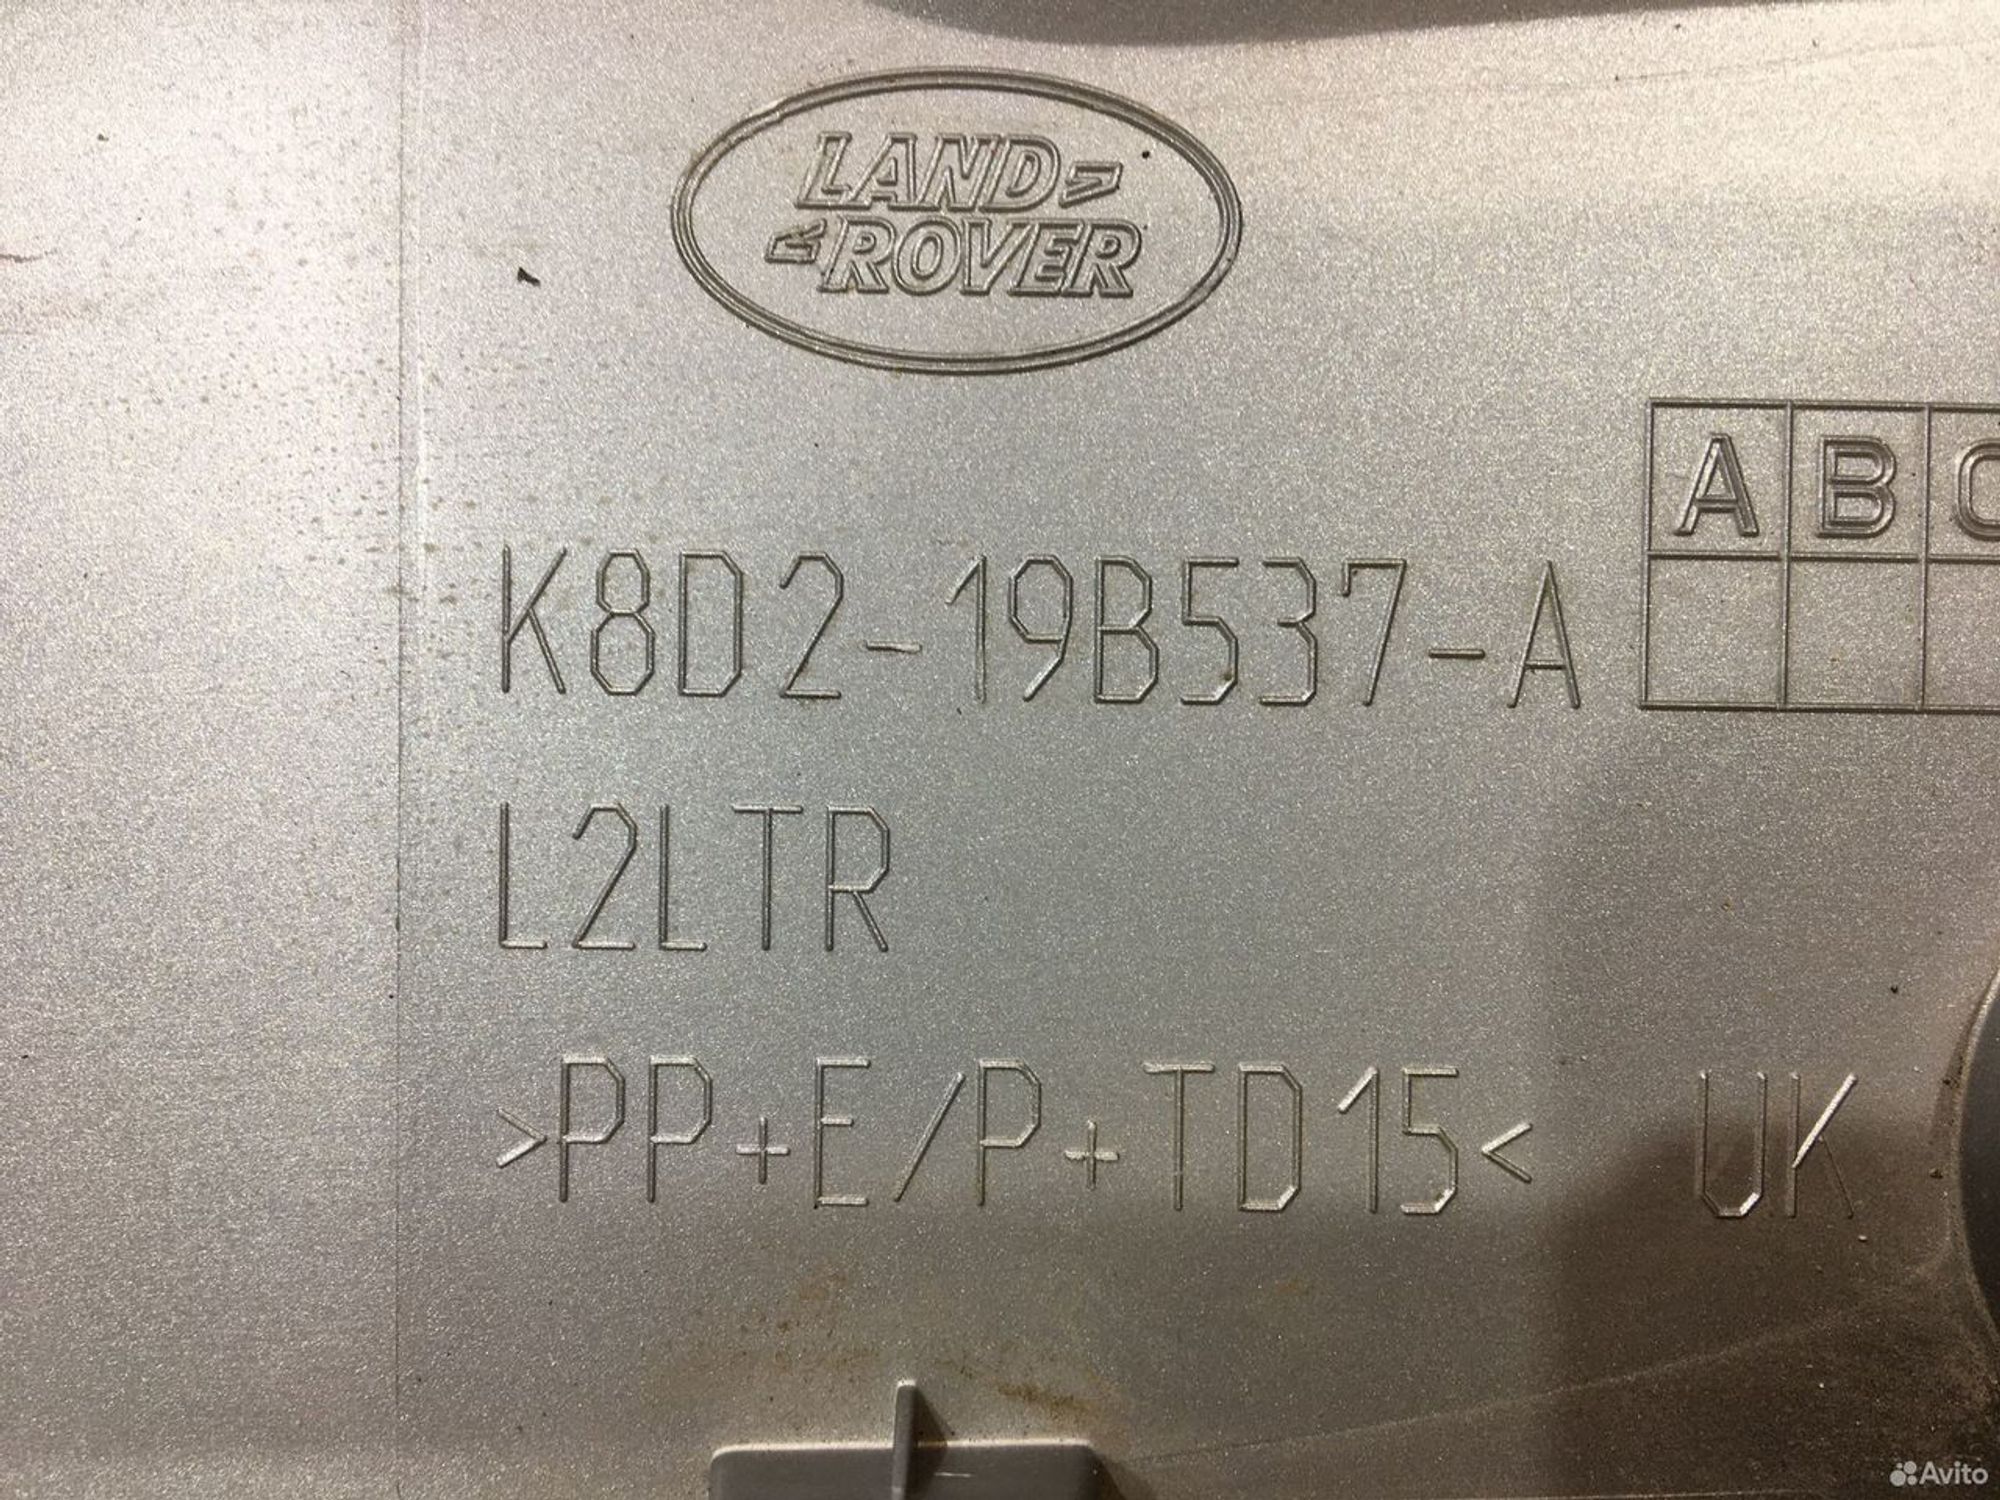 LAND
ROVER
A B C
K8D2-19B537-A
L2LTR
>PP+E/P+TD15< UK
Avito